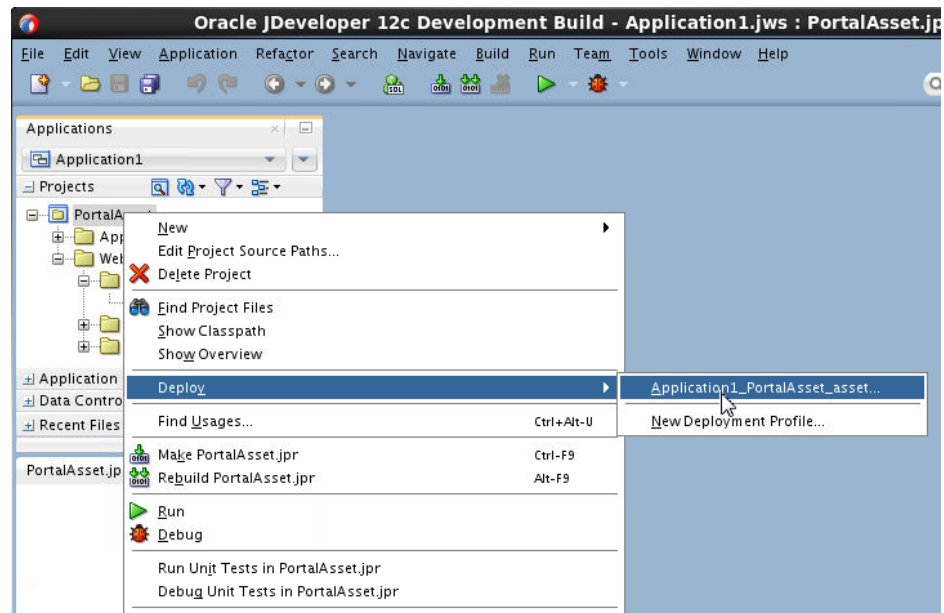 Oracle JDeveloper 12c Development Build - Application1.jws : PortalAsset.jp
File Edit View Application Refactor Search Navigate Build Run Team Tools Window Help
Applications
Application1
Projects
PortalA
App
Web
New
Edit Project Source Paths...
Delete Project
Find Project Files
Show Classpath
Show Overview
Application
Deploy
Application1_PortalAsset_asset...
Data Contro
Recent Files
Find Usages... Ctrl+Alt-U
New Deployment Profile...
Make PortalAsset.jpr Ctrl-F9
PortalAsset.jp
Rebuild PortalAsset.jpr Alt-F9
Run
Debug
Run Unit Tests in PortalAsset.jpr
Debug Unit Tests in PortalAsset.jpr